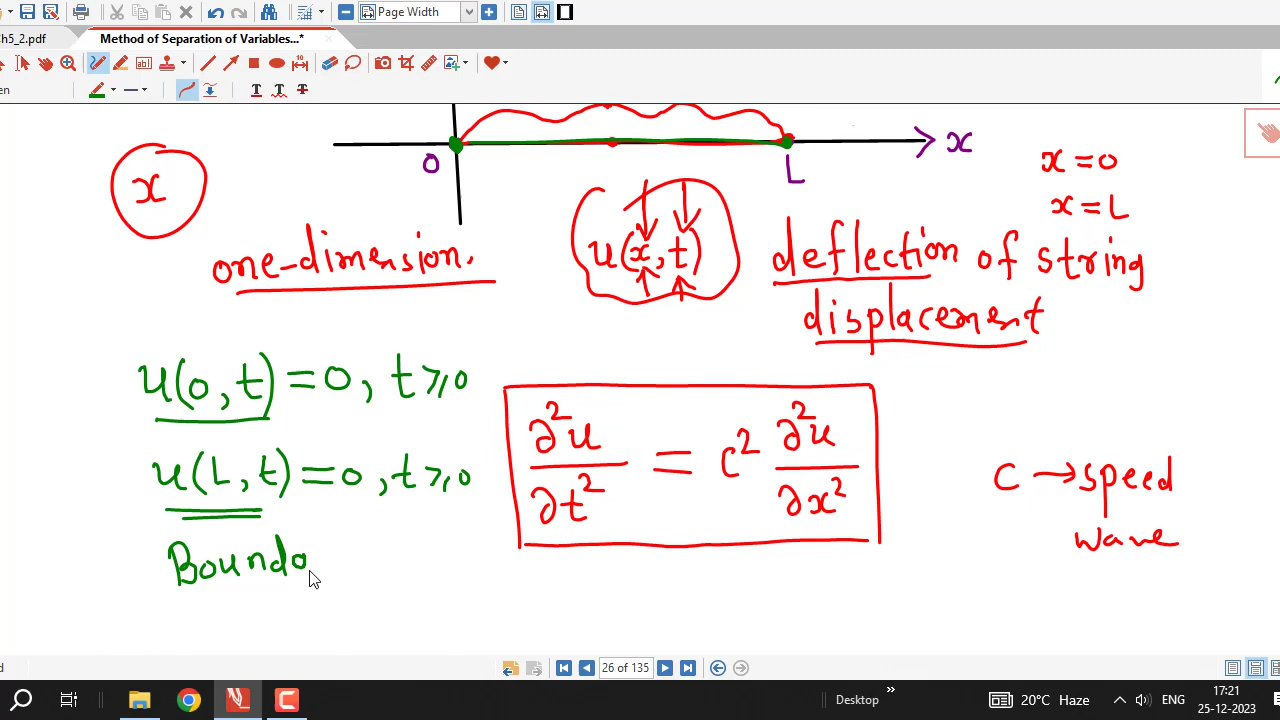 Ch5_2.pdf
Method of Separation of Variables...*
Page Width
O
L
x
x = 0
x = L
x
one-dimension.
u(x,t)
deflection of string
displacement
u(0,t) = 0, t ⩾ 0
u(L,t) = 0, t ⩾ 0
∂²u/∂t² = c² ∂²u/∂x²
c → speed
wave
Bounda
26 of 135
Desktop
»
20°C Haze
ENG
17:21
25-12-2023